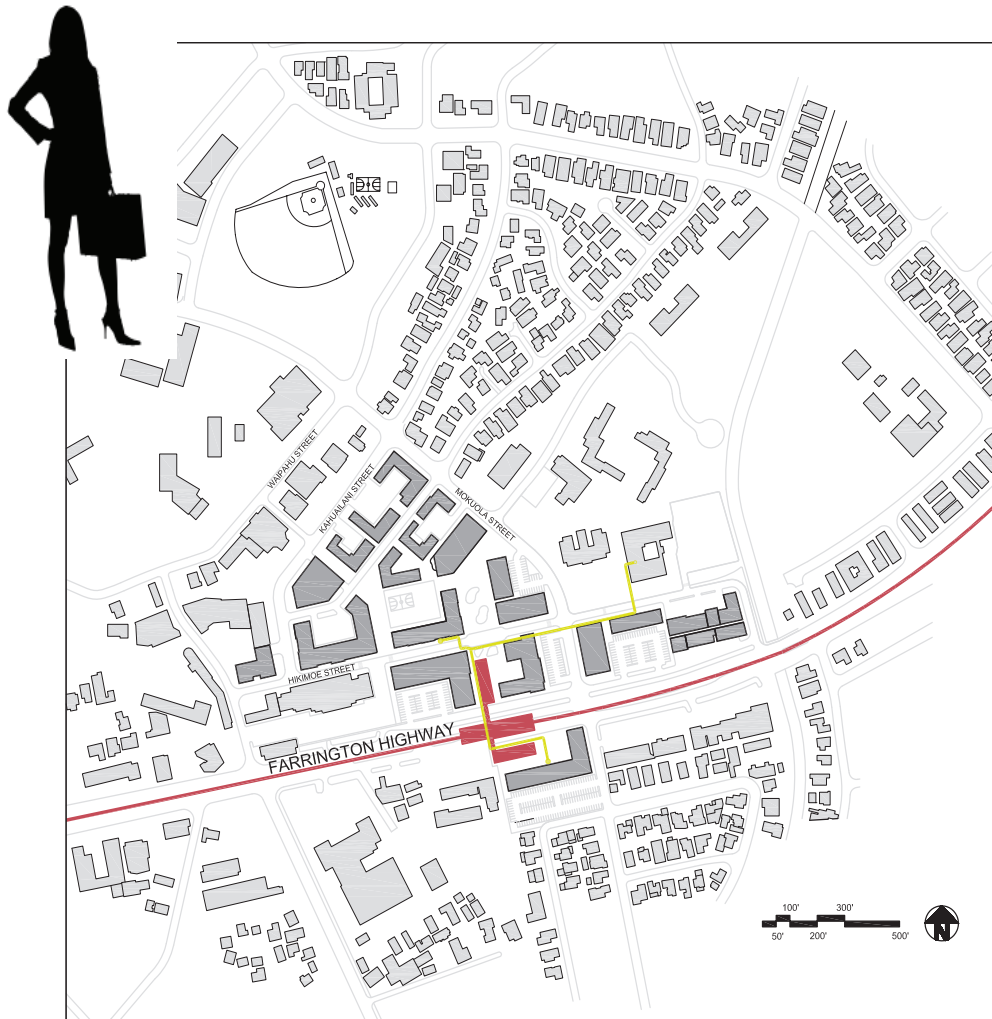 WAIPAHU STREET
KAHUAILANI STREET
MOKUOLA STREET
HIKIMOE STREET
FARRINGTON HIGHWAY
100' 300'
50' 200' 500'
N